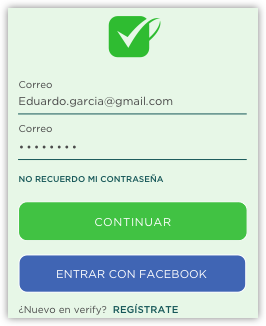 Correo
Eduardo.garcia@gmail.com
Correo
••••••••
NO RECUERDO MI CONTRASEÑA
CONTINUAR
ENTRAR CON FACEBOOK
¿Nuevo en verify? REGÍSTRATE